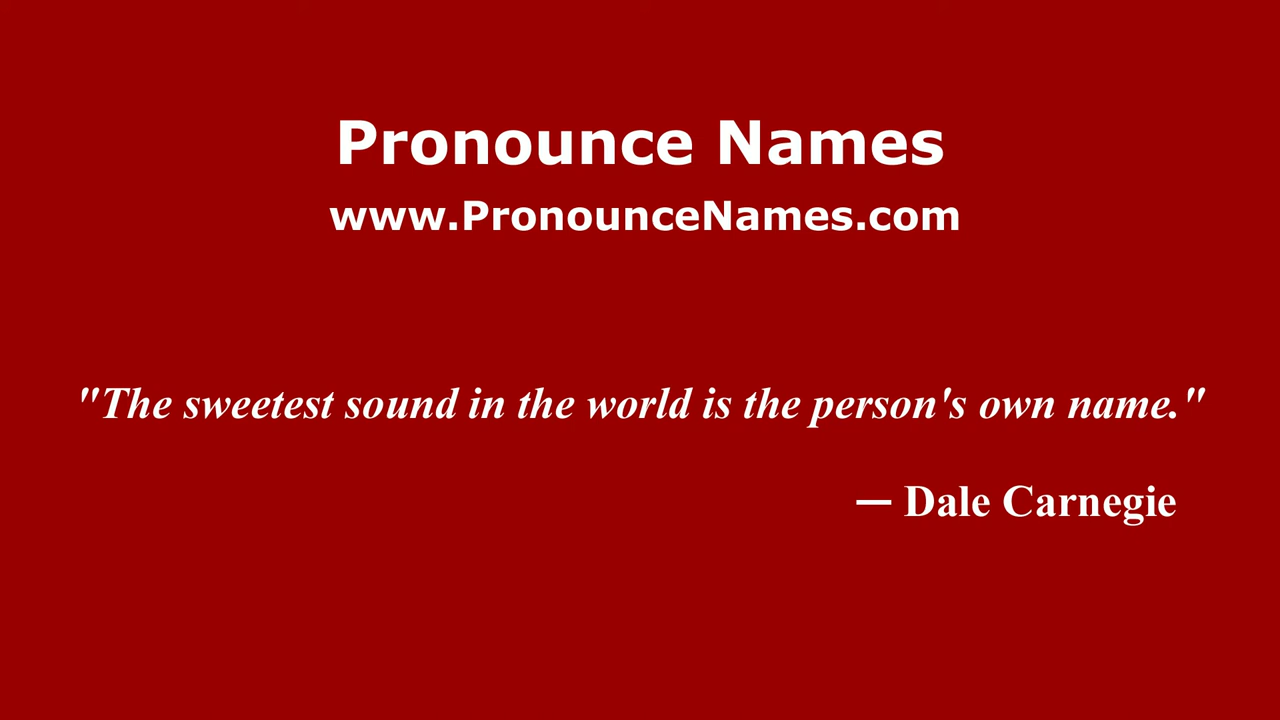 Pronounce Names
www.PronounceNames.com
"The sweetest sound in the world is the person's own name."
— Dale Carnegie